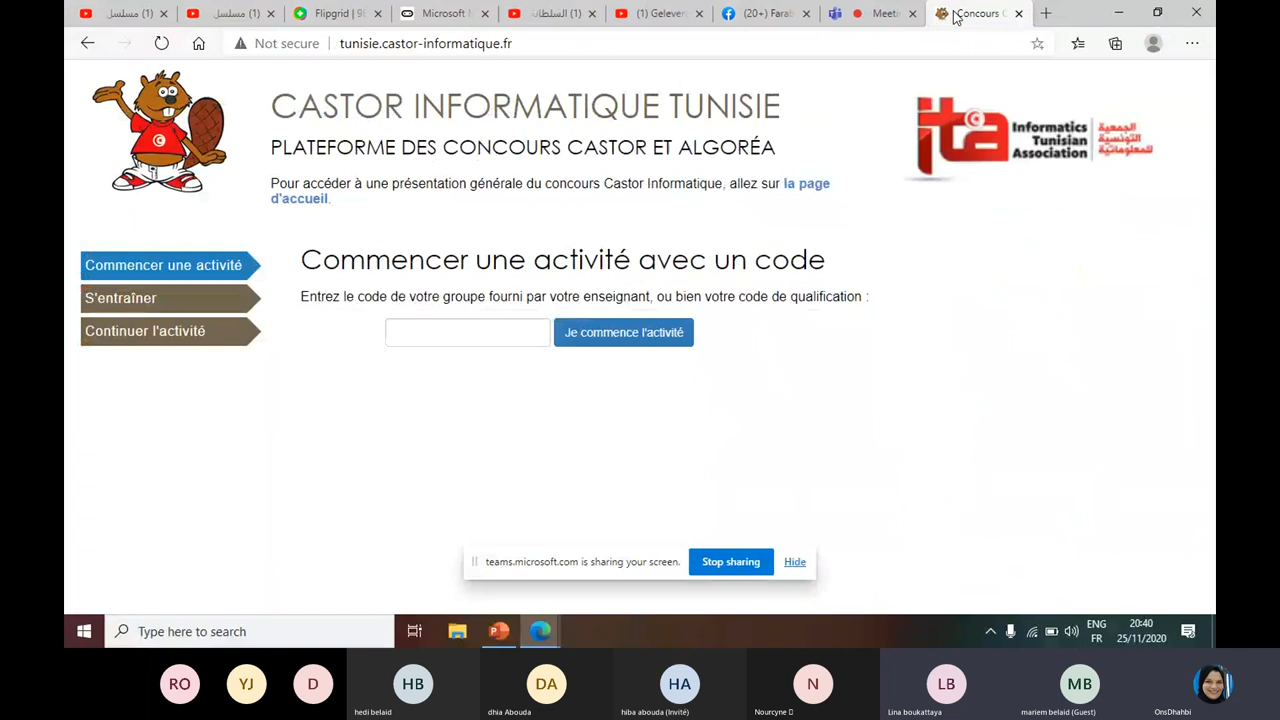 (1) مسلسل
(1) مسلسل
Flipgrid | 9
Microsoft
(1) السلطانة
(1) Geleve
(20+) Farab
Meeti
Concours C
Not secure
tunisie.castor-informatique.fr
CASTOR INFORMATIQUE TUNISIE
PLATEFORME DES CONCOURS CASTOR ET ALGORÉA
Pour accéder à une présentation générale du concours Castor Informatique, allez sur la page
d'accueil.
ita
Informatics
Tunisian
Association
الجمعية
التونسية
للمعلوماتية
Commencer une activité
S'entraîner
Continuer l'activité
Commencer une activité avec un code
Entrez le code de votre groupe fourni par votre enseignant, ou bien votre code de qualification :
Je commence l'activité
teams.microsoft.com is sharing your screen.
Stop sharing
Hide
Type here to search
ENG
FR
20:40
25/11/2020
RO
YJ
D
HB
DA
HA
N
LB
MB
hedi belaid
dhia Abouda
hiba abouda (Invité)
Nourcyne
Lina boukattaya
mariem belaid (Guest)
OnsDhahbi